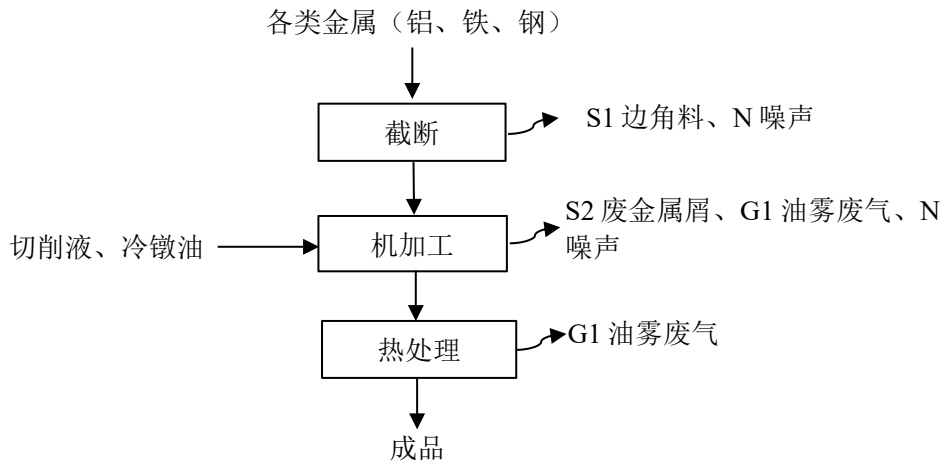 各类金属（铝、铁、钢）
截断
S1 边角料、N 噪声
切削液、冷镦油
机加工
S2 废金属屑、G1 油雾废气、N
噪声
热处理
G1 油雾废气
成品